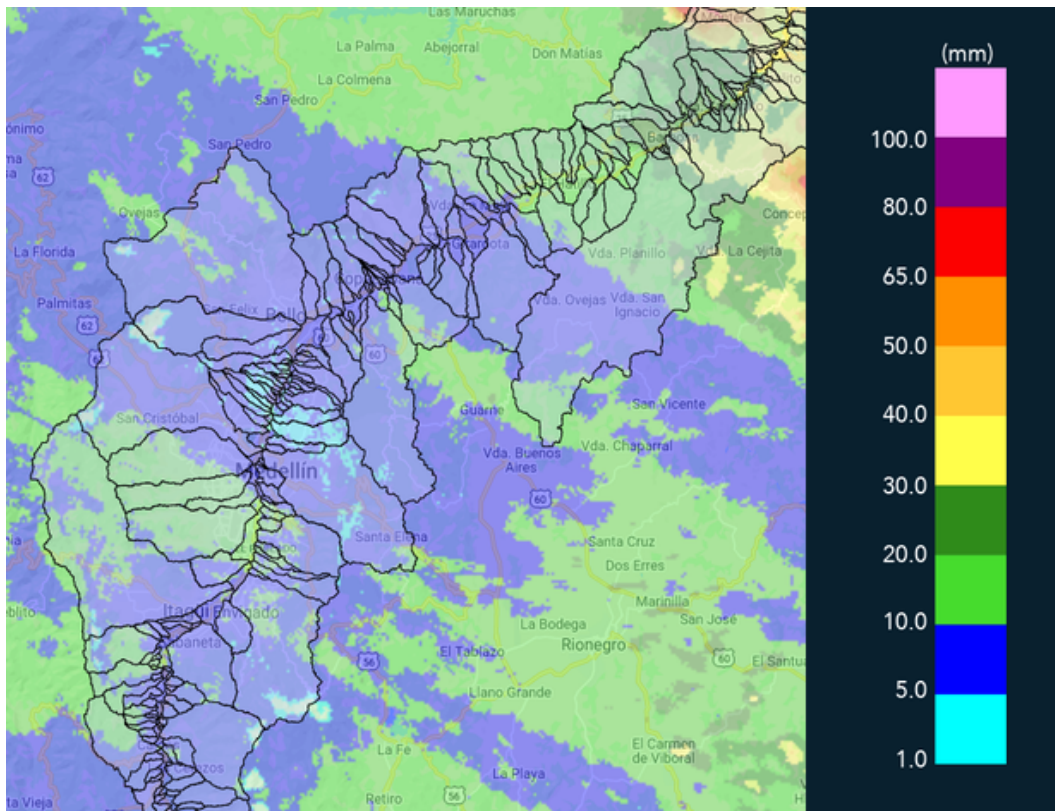 Las Maruchas
La Palma
Abejorral
Don Matías
La Colmena
San Pedro
San Pedro
62
Ovejas
La Florida
Palmitas
62
Vda. Planillo
La Cejita
Girardota
Vda. Ovejas
Vda. San
Ignacio
60
San Cristóbal
Guarne
San Vicente
Medellín
Vda. Buenos
Aires
Vda. Chaparral
60
Santa Elena
Santa Cruz
Dos Erres
Itagüí
Envigado
Marinilla
San José
La Bodega
Rionegro
El Tablazo
56
60
Llano Grande
La Fe
El Carmen
de Viboral
La Playa
Retiro
56
(mm)
100.0
80.0
65.0
50.0
40.0
30.0
20.0
10.0
5.0
1.0